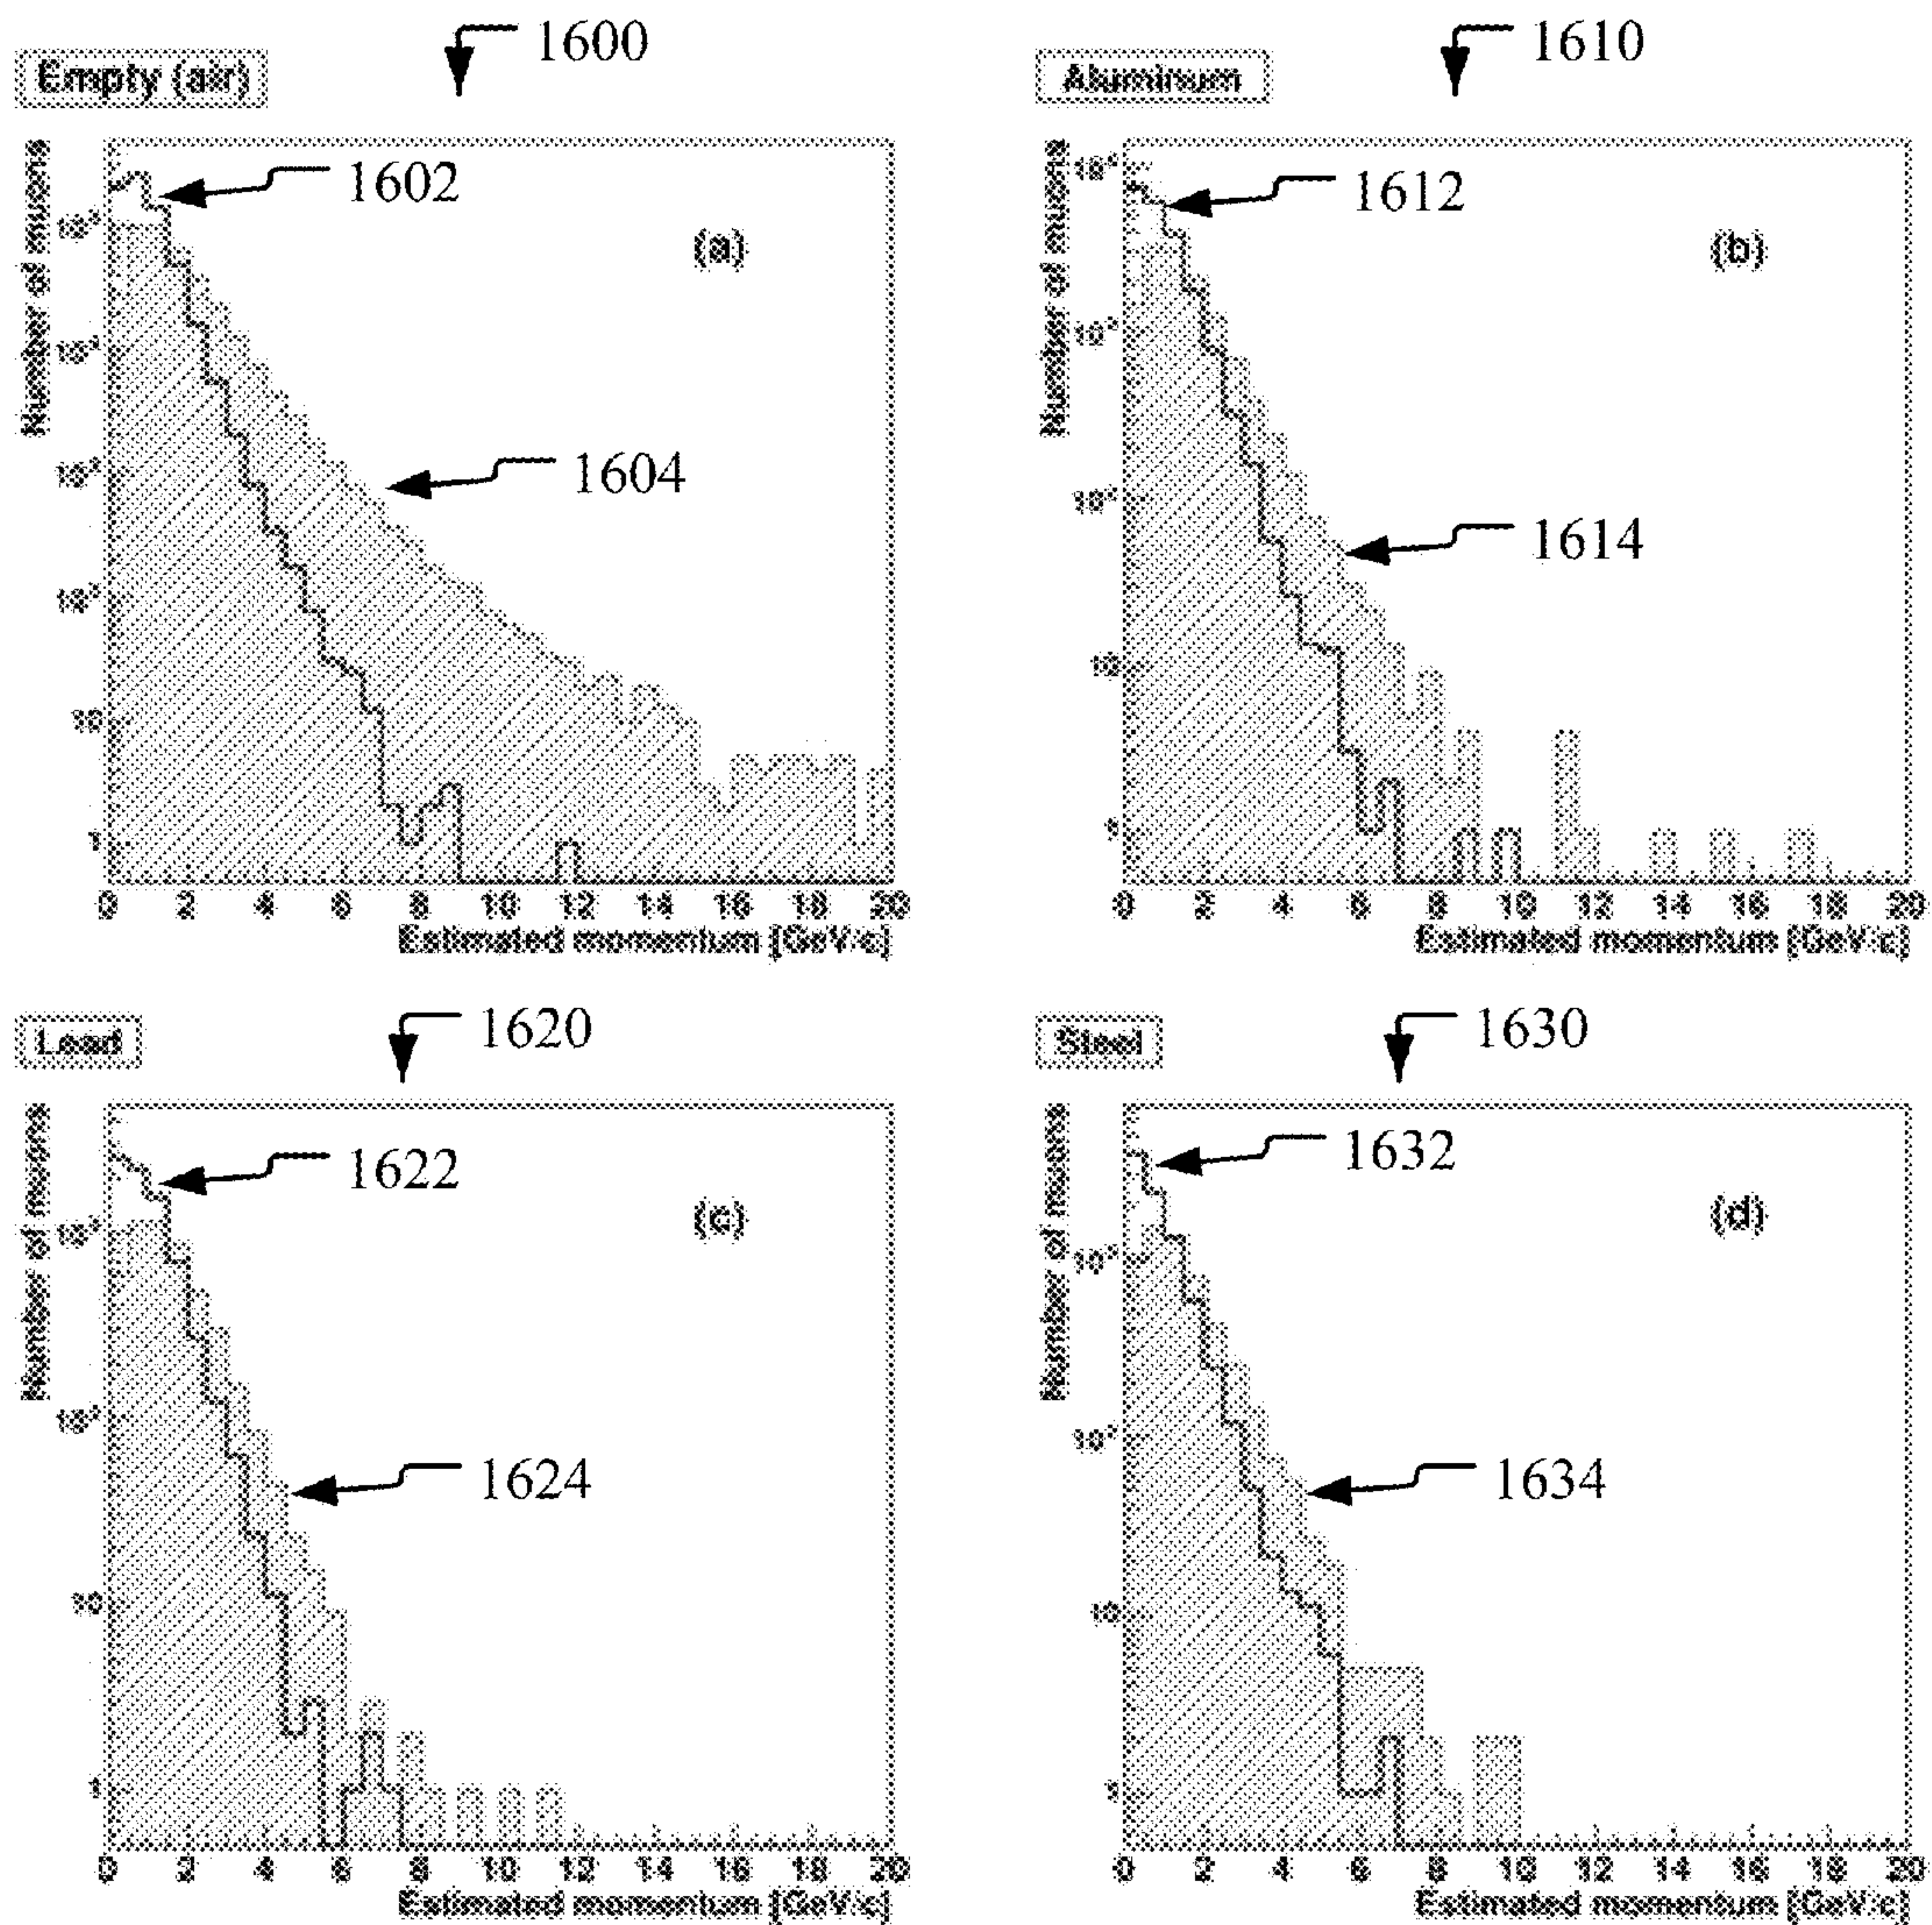 1600
Empty (air)
Number of muons
1602
(a)
1604
10
1
0 2 4 6 8 10 12 14 16 18 20
Estimated momentum [GeV/c]
1610
Aluminum
Number of muons
1612
(b)
1614
10
0 2 4 6 8 10 12 14 16 18 20
Estimated momentum [GeV/c]
1620
Lead
Number of muons
1622
(c)
1624
10
1
0 2 4 6 8 10 12 14 16 18 20
Estimated momentum [GeV/c]
1630
Steel
Number of muons
1632
(d)
1634
10
0 2 4 6 8 10 12 14 16 18 20
Estimated momentum [GeV/c]